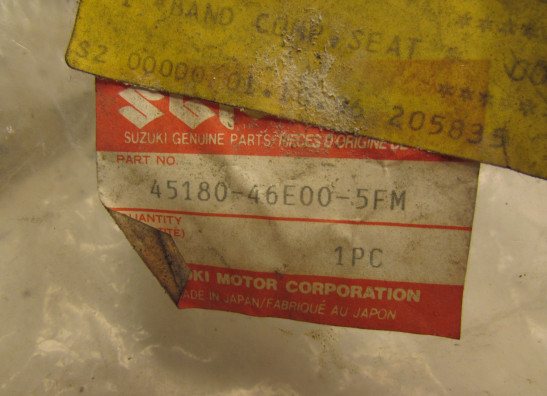 *BAND COMP, SEAT *
****
S2 00000 01.
205835
***
SUZUKI GENUINE PARTS/PIECES D'ORIGINE
PART NO.
45180-46E00-5FM
QUANTITY
1PC
UKI MOTOR CORPORATION
MADE IN JAPAN/FABRIQUÉ AU JAPON